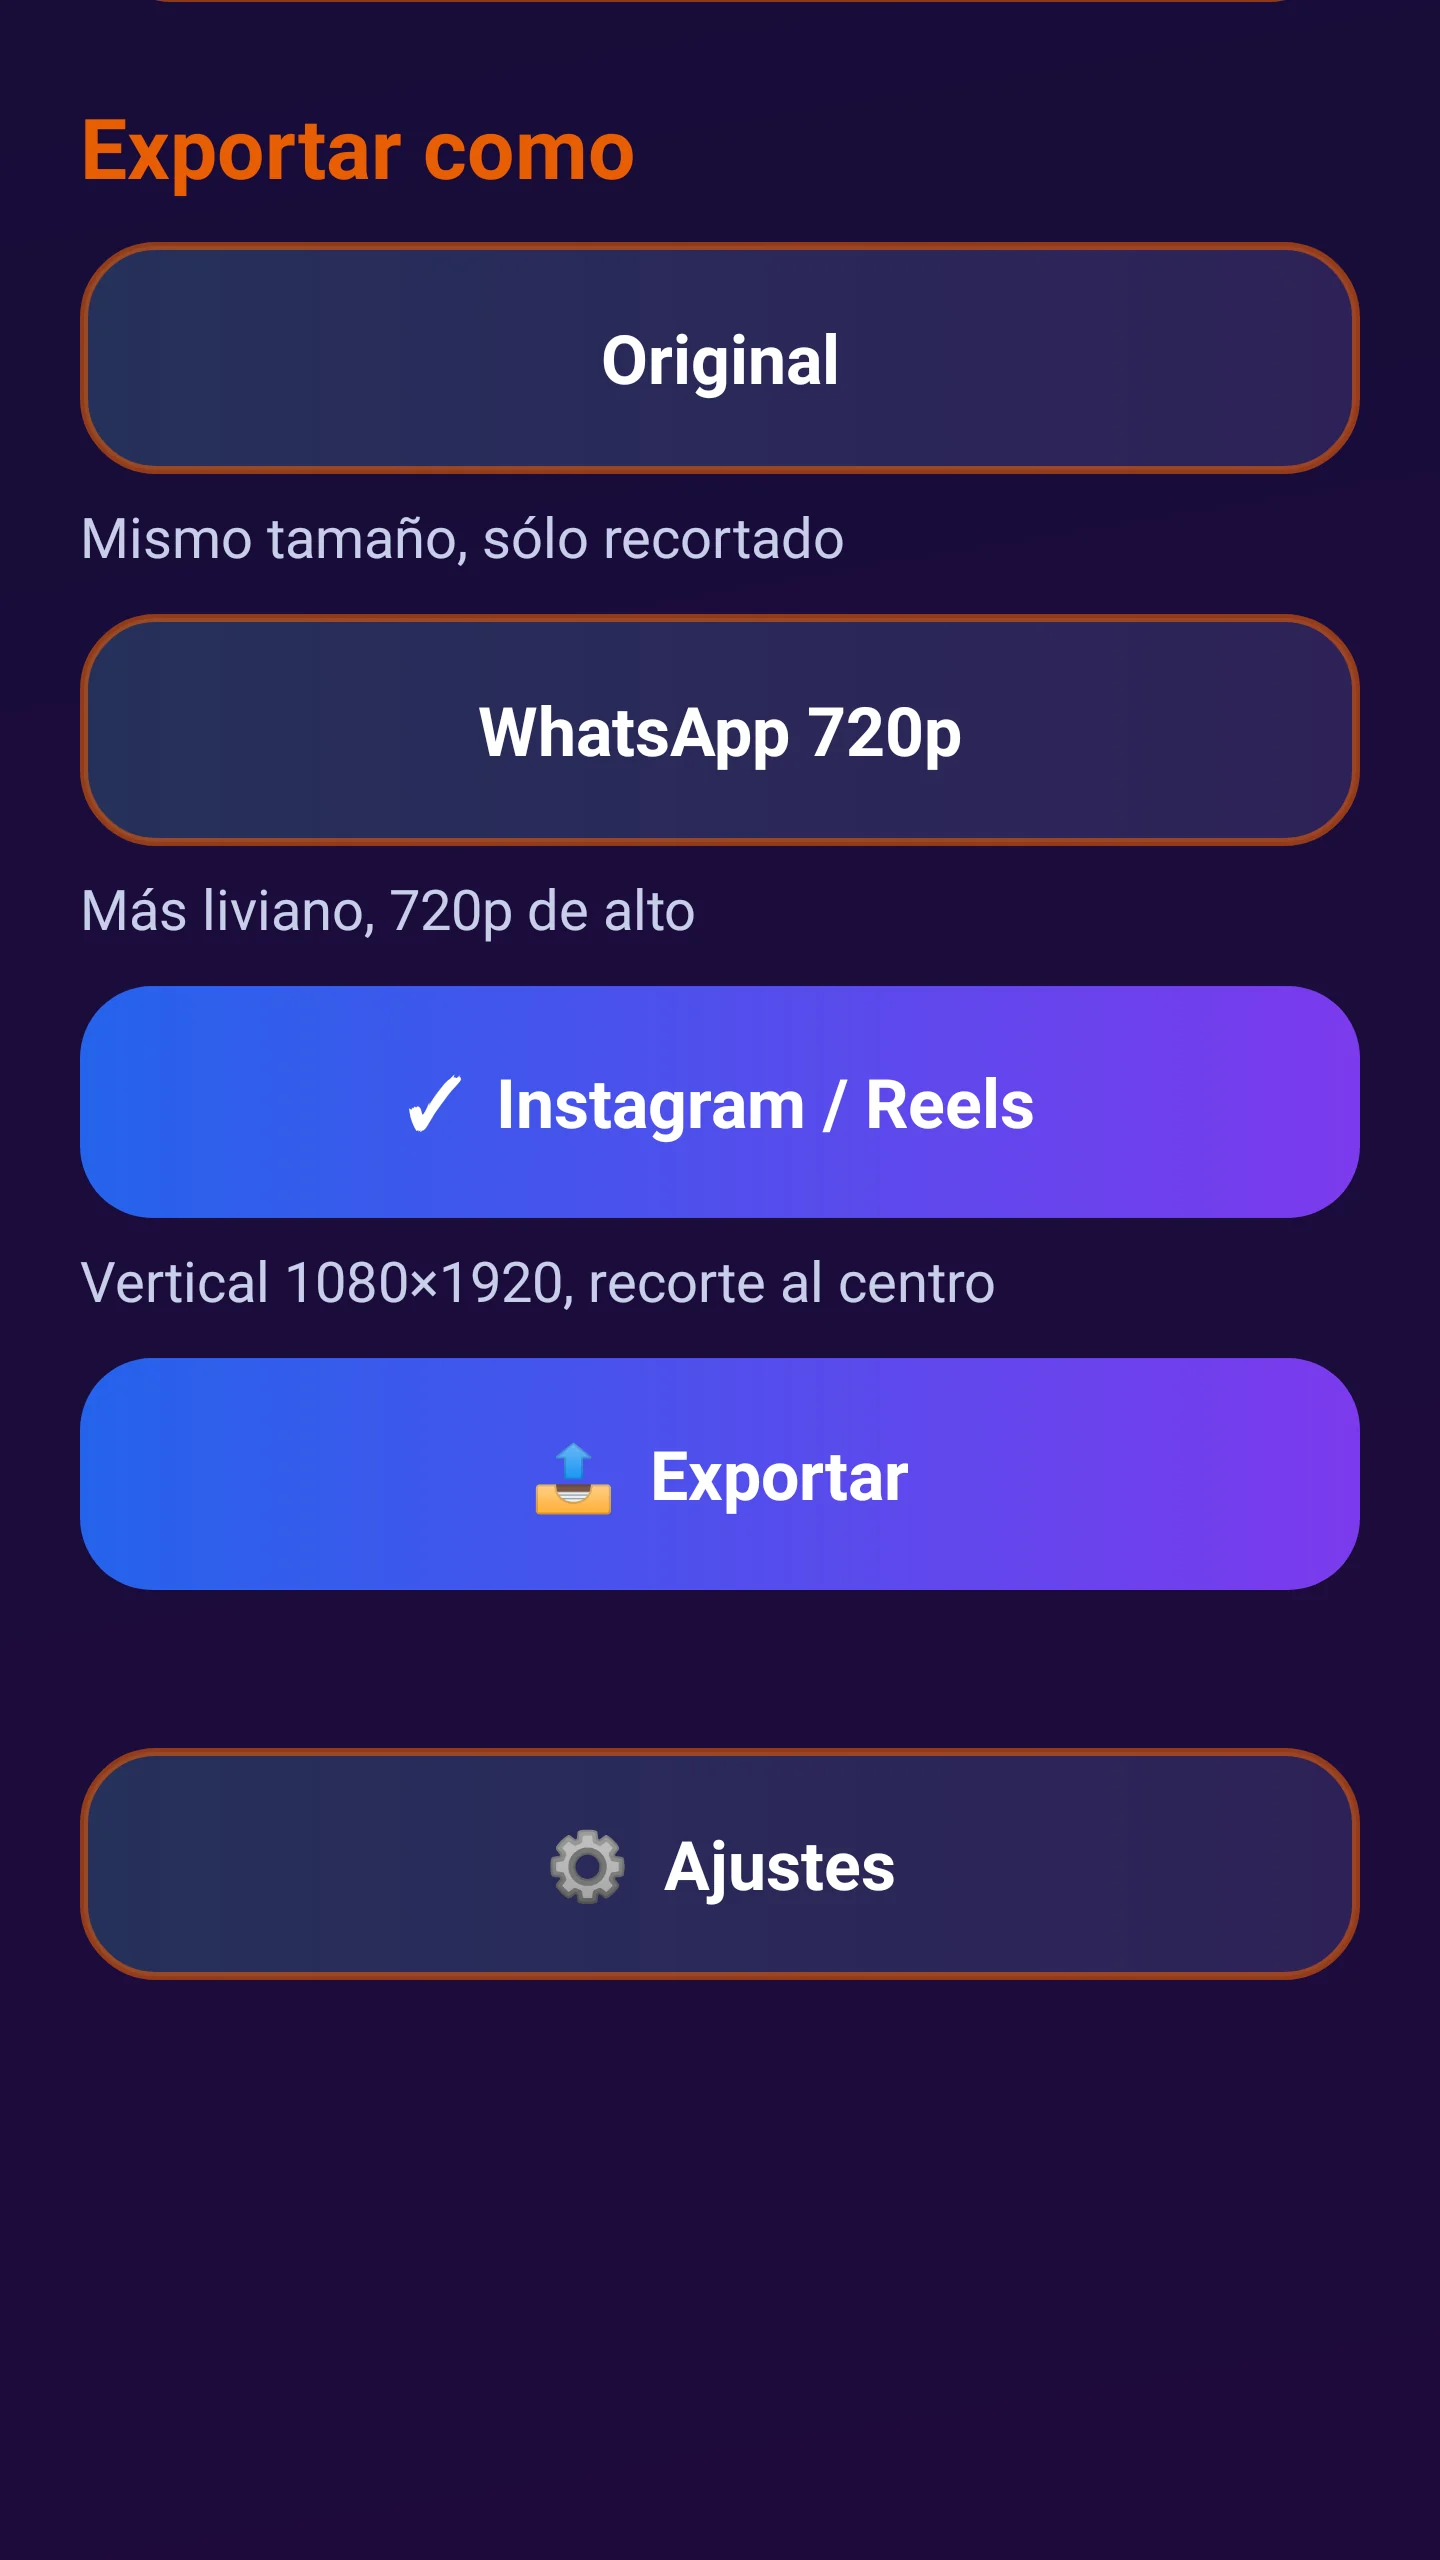 Exportar como
Original
Mismo tamaño, sólo recortado
WhatsApp 720p
Más liviano, 720p de alto
✓ Instagram / Reels
Vertical 1080×1920, recorte al centro
📤 Exportar
⚙️ Ajustes